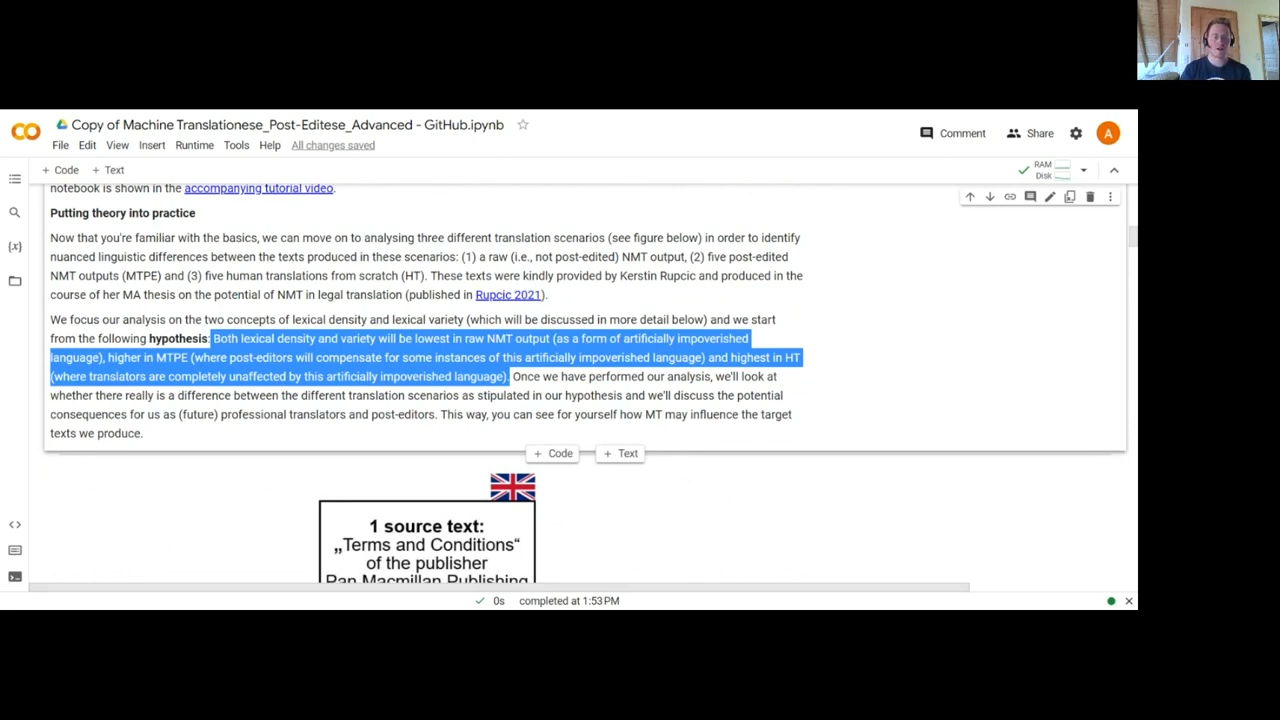 Copy of Machine Translationese_Post-Editese_Advanced - GitHub.ipynb
Comment
Share
A
File Edit View Insert Runtime Tools Help All changes saved
+ Code + Text
RAM
Disk
notebook is shown in the accompanying tutorial video.
Putting theory into practice
Now that you're familiar with the basics, we can move on to analysing three different translation scenarios (see figure below) in order to identify
nuanced linguistic differences between the texts produced in these scenarios: (1) a raw (i.e., not post-edited) NMT output, (2) five post-edited
NMT outputs (MTPE) and (3) five human translations from scratch (HT). These texts were kindly provided by Kerstin Rupcic and produced in the
course of her MA thesis on the potential of NMT in legal translation (published in Rupcic 2021).
We focus our analysis on the two concepts of lexical density and lexical variety (which will be discussed in more detail below) and we start
from the following hypothesis: Both lexical density and variety will be lowest in raw NMT output (as a form of artificially impoverished
language), higher in MTPE (where post-editors will compensate for some instances of this artificially impoverished language) and highest in HT
(where translators are completely unaffected by this artificially impoverished language). Once we have performed our analysis, we'll look at
whether there really is a difference between the different translation scenarios as stipulated in our hypothesis and we'll discuss the potential
consequences for us as (future) professional translators and post-editors. This way, you can see for yourself how MT may influence the target
texts we produce.
+ Code + Text
1 source text:
„Terms and Conditions“
of the publisher
Pan Macmillan Publishing
0s completed at 1:53 PM